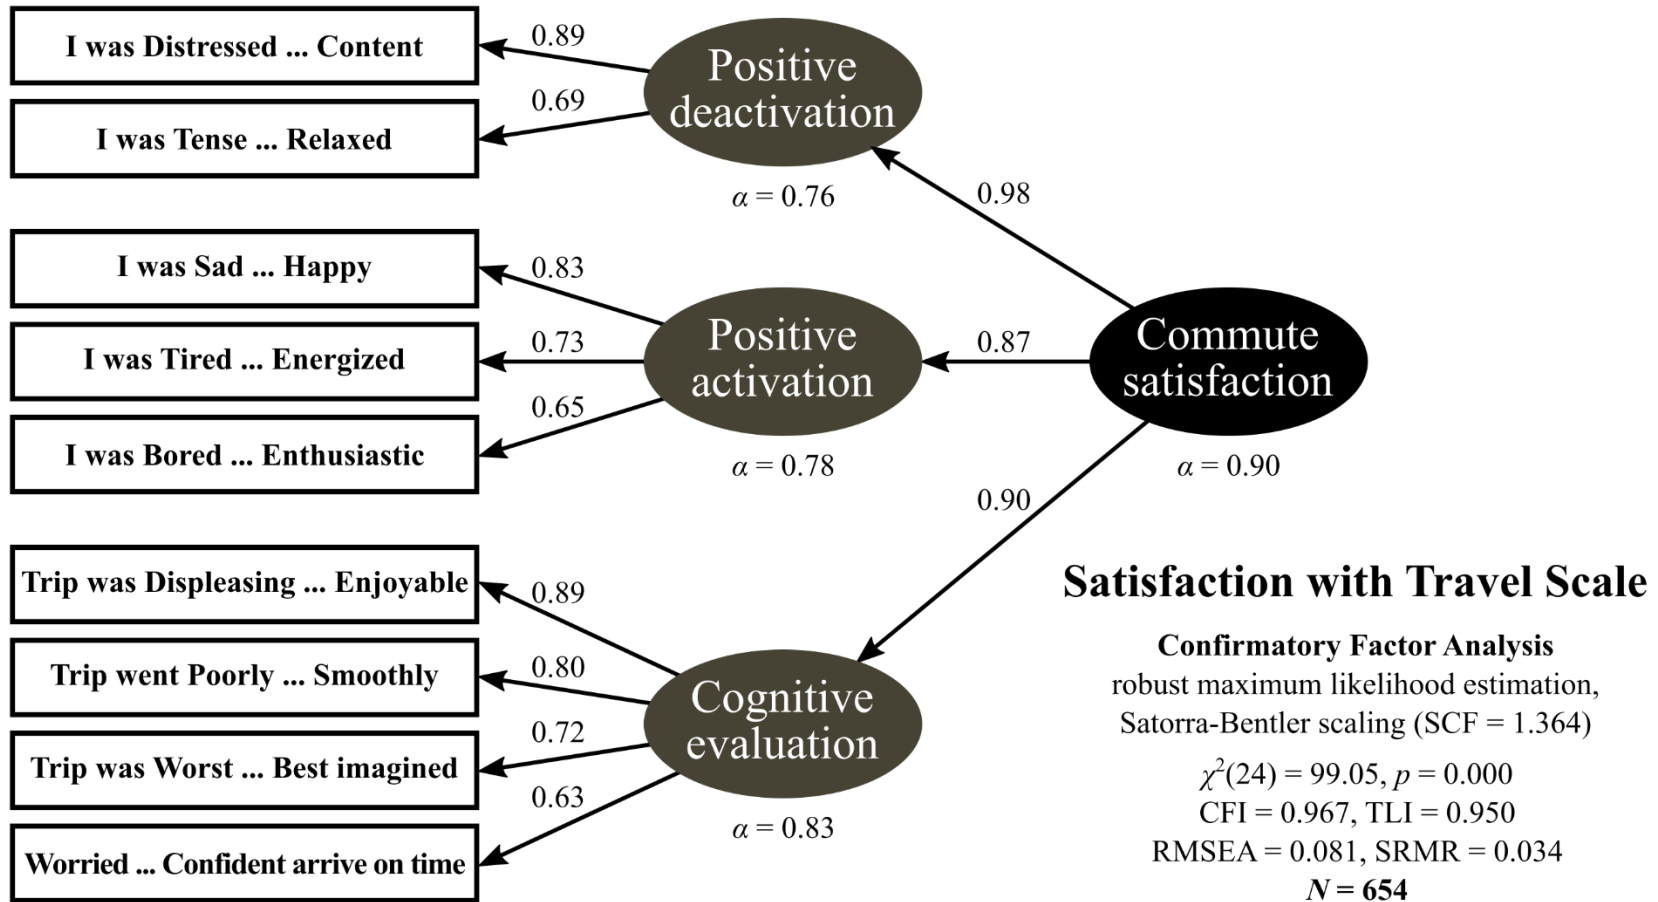 I was Distressed ... Content
I was Tense ... Relaxed
0.89
0.69
Positive
deactivation
α = 0.76
0.98
I was Sad ... Happy
I was Tired ... Energized
I was Bored ... Enthusiastic
0.83
0.73
0.65
Positive
activation
α = 0.78
0.87
Commute
satisfaction
α = 0.90
0.90
Trip was Displeasing ... Enjoyable
Trip went Poorly ... Smoothly
Trip was Worst ... Best imagined
Worried ... Confident arrive on time
0.89
0.80
0.72
0.63
Cognitive
evaluation
α = 0.83
Satisfaction with Travel Scale
Confirmatory Factor Analysis
robust maximum likelihood estimation,
Satorra-Bentler scaling (SCF = 1.364)
χ²(24) = 99.05, p = 0.000
CFI = 0.967, TLI = 0.950
RMSEA = 0.081, SRMR = 0.034
N = 654